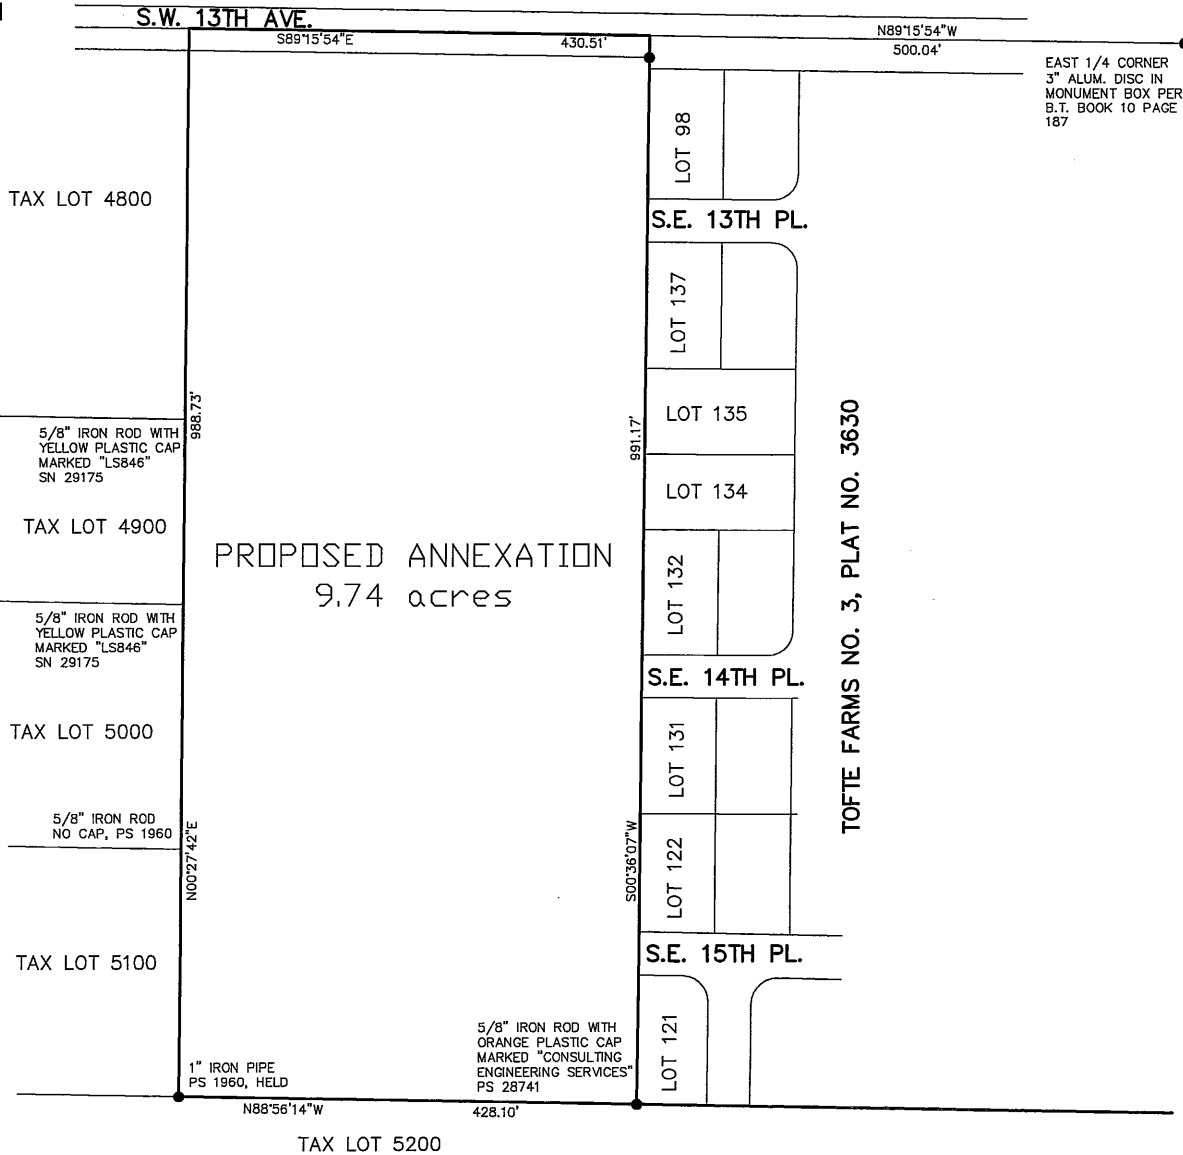 S.W. 13TH AVE.
S89°15'54"E
430.51'
N89°15'54"W
500.04'
EAST 1/4 CORNER
3" ALUM. DISC IN
MONUMENT BOX PER
B.T. BOOK 10 PAGE
187
TAX LOT 4800
LOT 98
S.E. 13TH PL.
LOT 137
988.73'
991.17'
LOT 135
5/8" IRON ROD WITH
YELLOW PLASTIC CAP
MARKED "LS846"
SN 29175
LOT 134
TAX LOT 4900
PROPOSED ANNEXATION
9.74 acres
LOT 132
TOFTE FARMS NO. 3, PLAT NO. 3630
5/8" IRON ROD WITH
YELLOW PLASTIC CAP
MARKED "LS846"
SN 29175
S.E. 14TH PL.
TAX LOT 5000
LOT 131
5/8" IRON ROD
NO CAP, PS 1960
N00°27'42"E
S00°36'07"W
LOT 122
TAX LOT 5100
S.E. 15TH PL.
5/8" IRON ROD WITH
ORANGE PLASTIC CAP
MARKED "CONSULTING
ENGINEERING SERVICES"
PS 28741
LOT 121
1" IRON PIPE
PS 1960, HELD
N88°56'14"W
428.10'
TAX LOT 5200